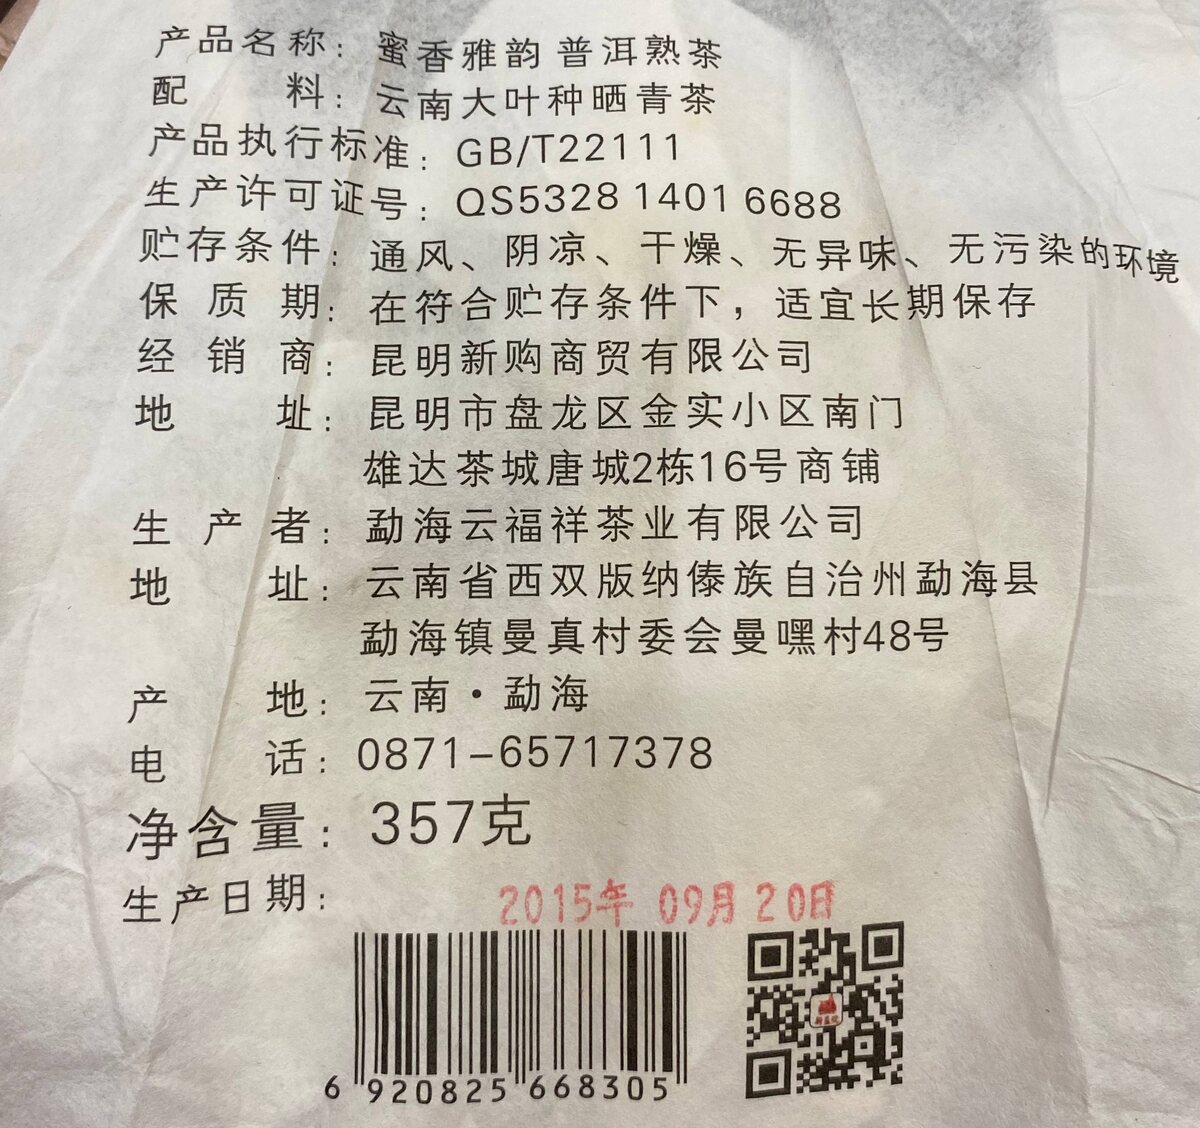 产品名称：蜜香雅韵 普洱熟茶
配料：云南大叶种晒青茶
产品执行标准：GB/T22111
生产许可证号：QS5328 1401 6688
贮存条件：通风、阴凉、干燥、无异味、无污染的环境
保质期：在符合贮存条件下，适宜长期保存
经销商：昆明新购商贸有限公司
地址：昆明市盘龙区金实小区南门
雄达茶城唐城2栋16号商铺
生产者：勐海云福祥茶业有限公司
地址：云南省西双版纳傣族自治州勐海县
勐海镇曼真村委会曼嘿村48号
产地：云南·勐海
电话：0871-65717378
净含量：357克
生产日期：2015年 09月 20日
6 920825 668305